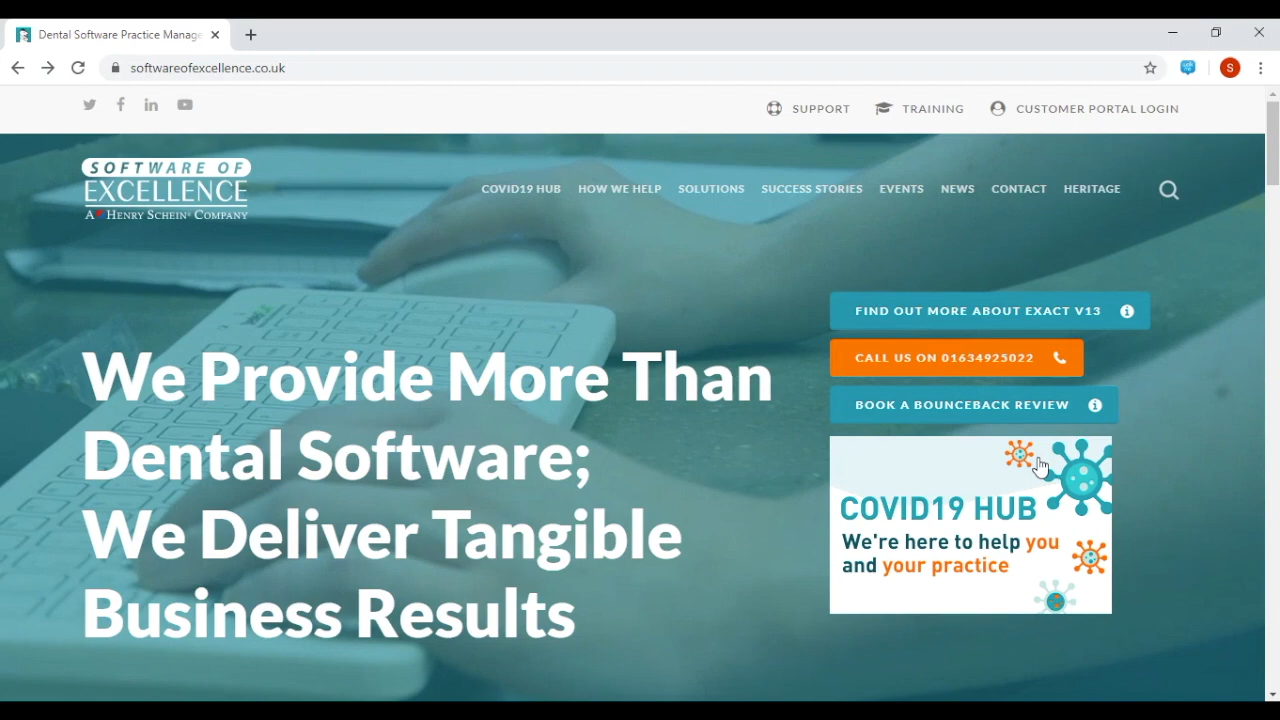 Dental Software Practice Manage
softwareofexcellence.co.uk
S
SUPPORT
TRAINING
CUSTOMER PORTAL LOGIN
SOFTWARE OF
EXCELLENCE
A HENRY SCHEIN® COMPANY
COVID19 HUB
HOW WE HELP
SOLUTIONS
SUCCESS STORIES
EVENTS
NEWS
CONTACT
HERITAGE
FIND OUT MORE ABOUT EXACT V13
CALL US ON 01634925022
BOOK A BOUNCEBACK REVIEW
We Provide More Than
Dental Software;
We Deliver Tangible
Business Results
COVID19 HUB
We're here to help you
and your practice